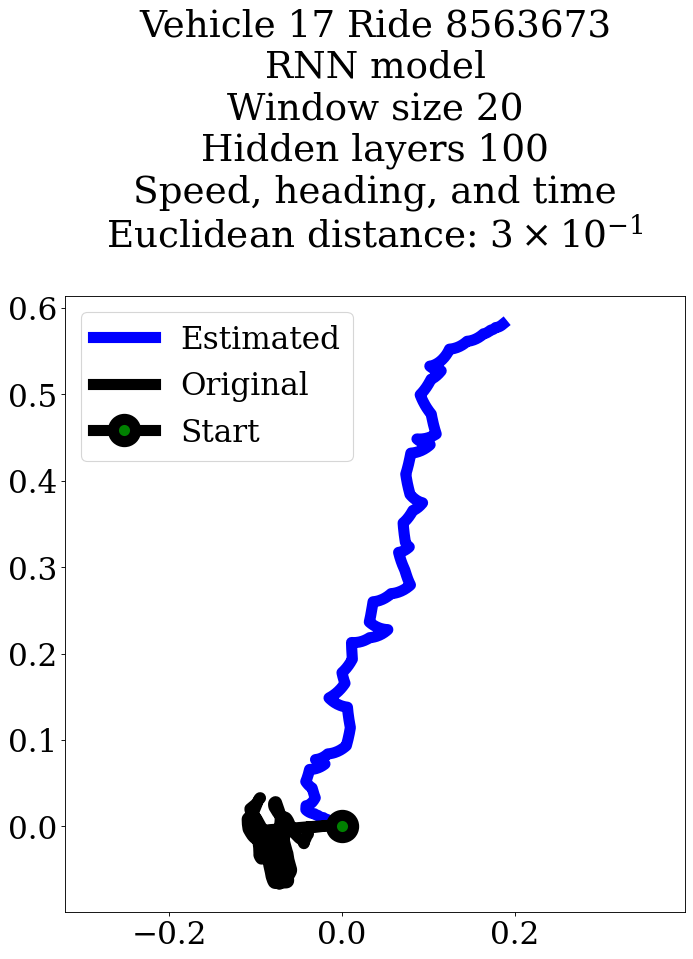 Vehicle 17 Ride 8563673
RNN model
Window size 20
Hidden layers 100
Speed, heading, and time
Euclidean distance: 3 × 10⁻¹
Estimated
Original
Start
0.6
0.5
0.4
0.3
0.2
0.1
0.0
−0.2 0.0 0.2